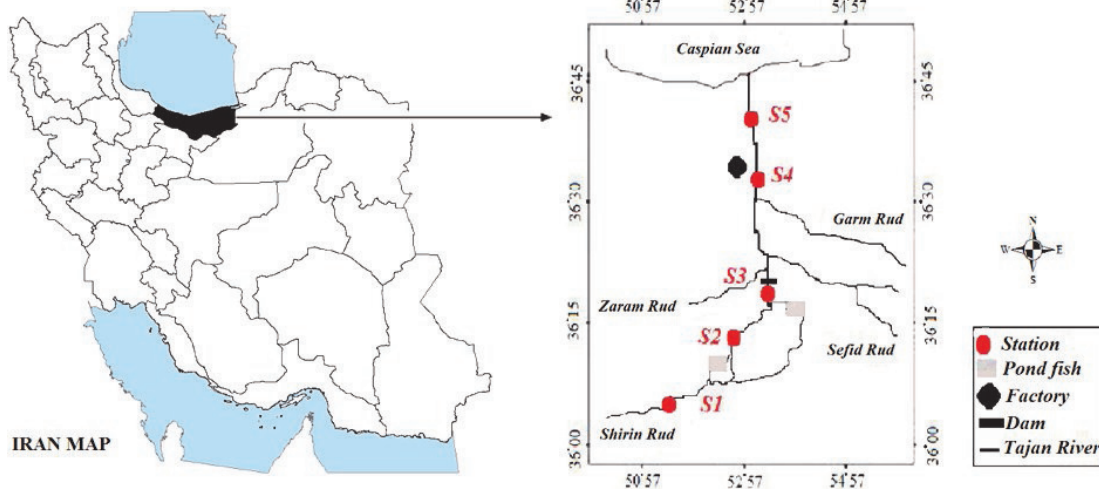 50˚57
52˚57
54˚57
Caspian Sea
36˚45
36˚45
S5
S4
36˚30
36˚30
Garm Rud
N
W
E
S
S3
Zaram Rud
36˚15
36˚15
S2
Sefid Rud
Station
Pond fish
S1
Factory
Shirin Rud
Dam
IRAN MAP
36˚00
36˚00
Tajan River
50˚57
52˚57
54˚57